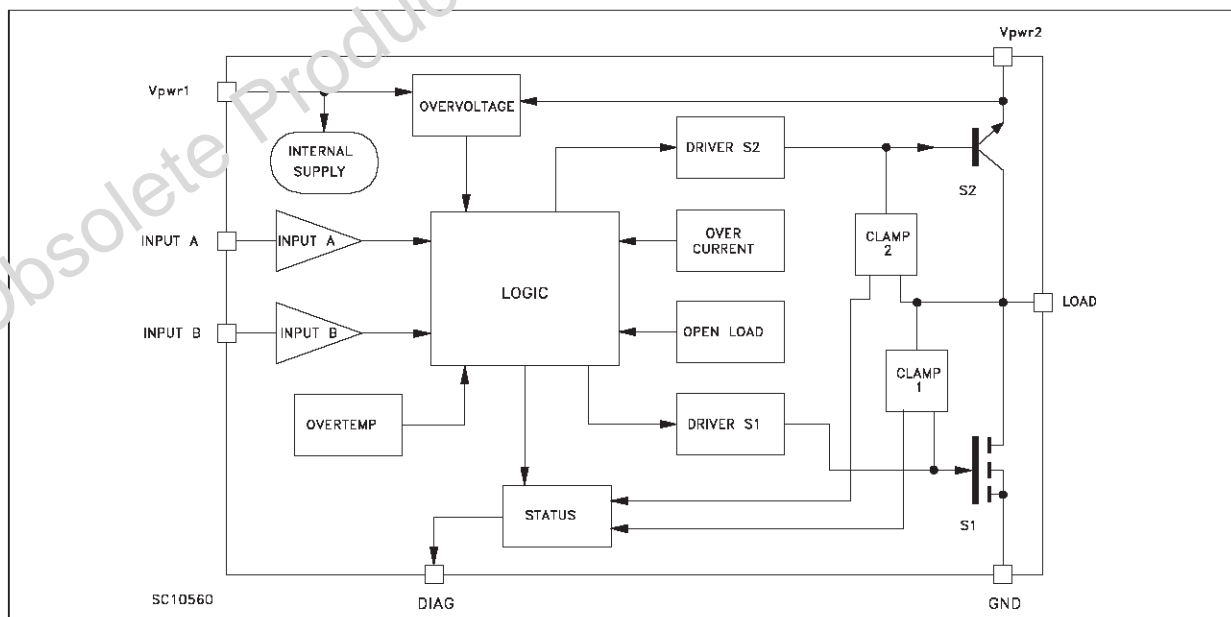 Obsolete Produc
Vpwr2
Vpwr1
OVERVOLTAGE
INTERNAL
SUPPLY
DRIVER S2
S2
INPUT A
INPUT A
LOGIC
OVER
CURRENT
CLAMP
2
LOAD
INPUT B
INPUT B
OPEN LOAD
CLAMP
1
OVERTEMP
DRIVER S1
STATUS
S1
SC10560
DIAG
GND